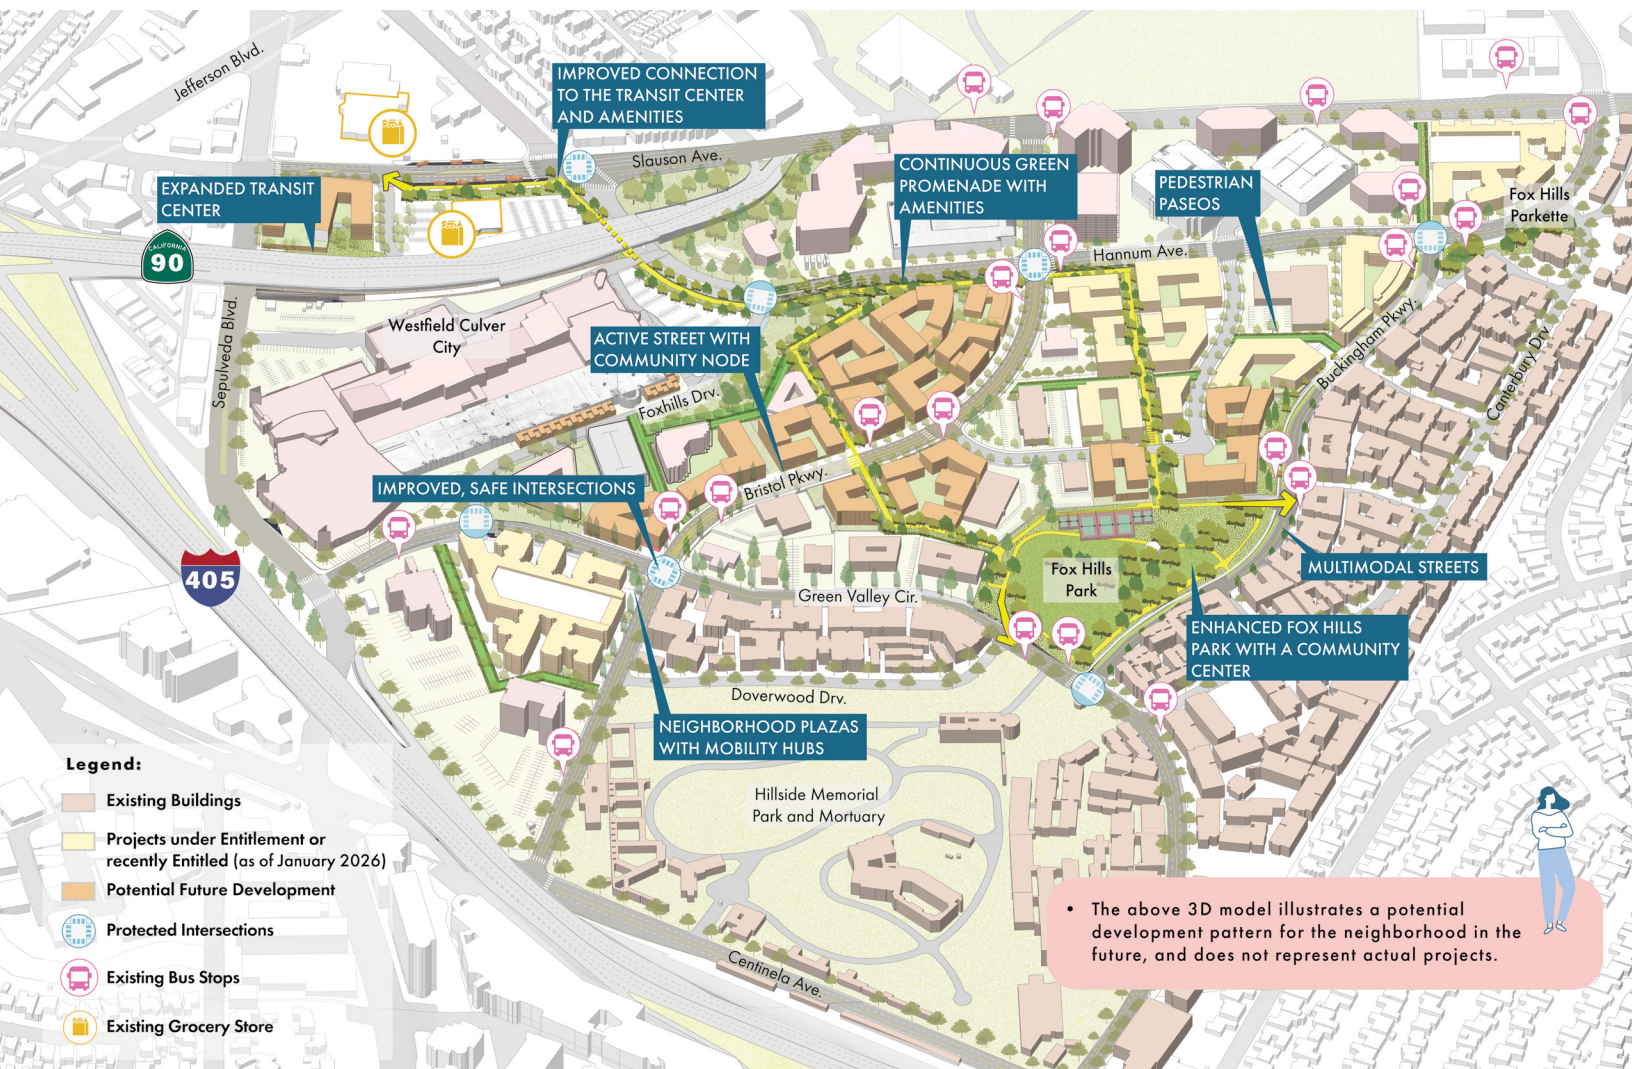 Jefferson Blvd.
IMPROVED CONNECTION
TO THE TRANSIT CENTER
AND AMENITIES
Slauson Ave.
EXPANDED TRANSIT
CENTER
CONTINUOUS GREEN
PROMENADE WITH
AMENITIES
PEDESTRIAN
PASEOS
Fox Hills
Parkette
CALIFORNIA
90
Hannum Ave.
Sepulveda Blvd.
Westfield Culver
City
ACTIVE STREET WITH
COMMUNITY NODE
Buckingham Pkwy.
Canterbury Drv
Foxhills Drv.
Bristol Pkwy.
IMPROVED, SAFE INTERSECTIONS
405
Fox Hills
Park
MULTIMODAL STREETS
Green Valley Cir.
ENHANCED FOX HILLS
PARK WITH A COMMUNITY
CENTER
Doverwood Drv.
NEIGHBORHOOD PLAZAS
WITH MOBILITY HUBS
Hillside Memorial
Park and Mortuary
Centinela Ave.
Legend:
Existing Buildings
Projects under Entitlement or
recently Entitled (as of January 2026)
Potential Future Development
Protected Intersections
Existing Bus Stops
Existing Grocery Store
• The above 3D model illustrates a potential
development pattern for the neighborhood in the
future, and does not represent actual projects.